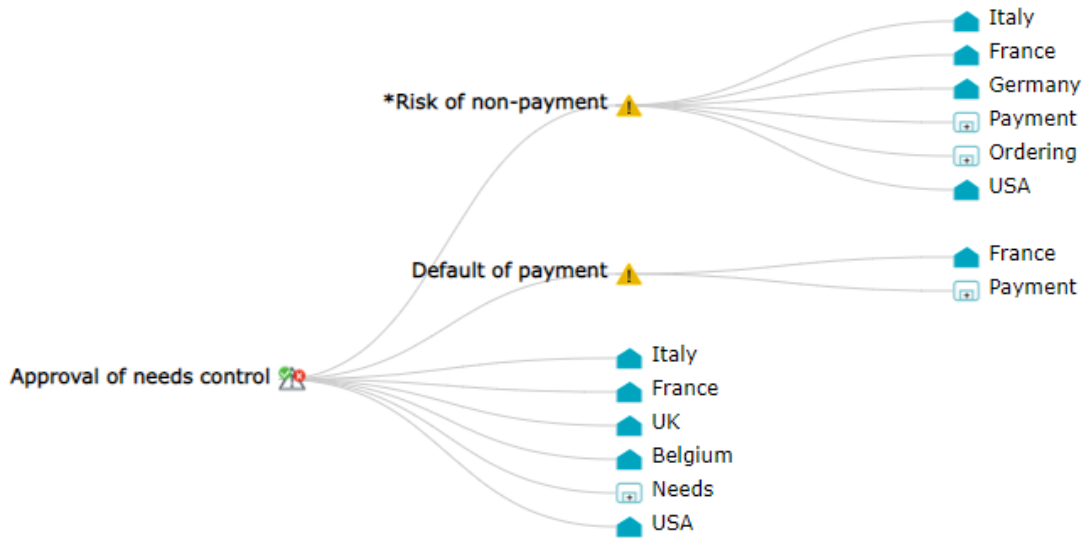 Italy
France
Germany
*Risk of non-payment
Payment
Ordering
USA
France
Default of payment
Payment
Italy
Approval of needs control
France
UK
Belgium
Needs
USA